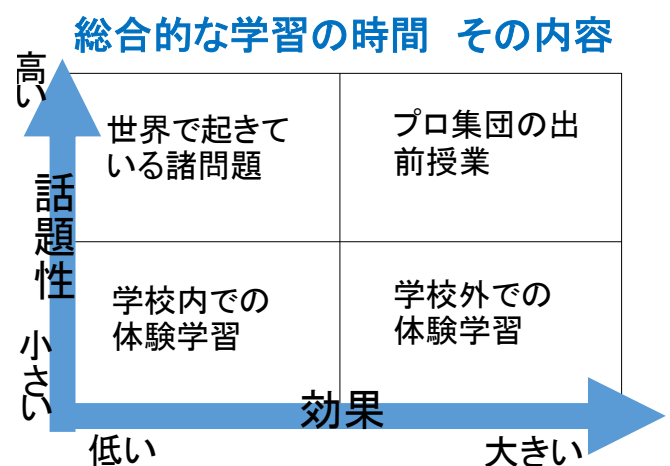 総合的な学習の時間 その内容
高い
世界で起きて
いる諸問題
プロ集団の出
前授業
話題性
学校内での
体験学習
学校外での
体験学習
小さい
効果
低い
大きい